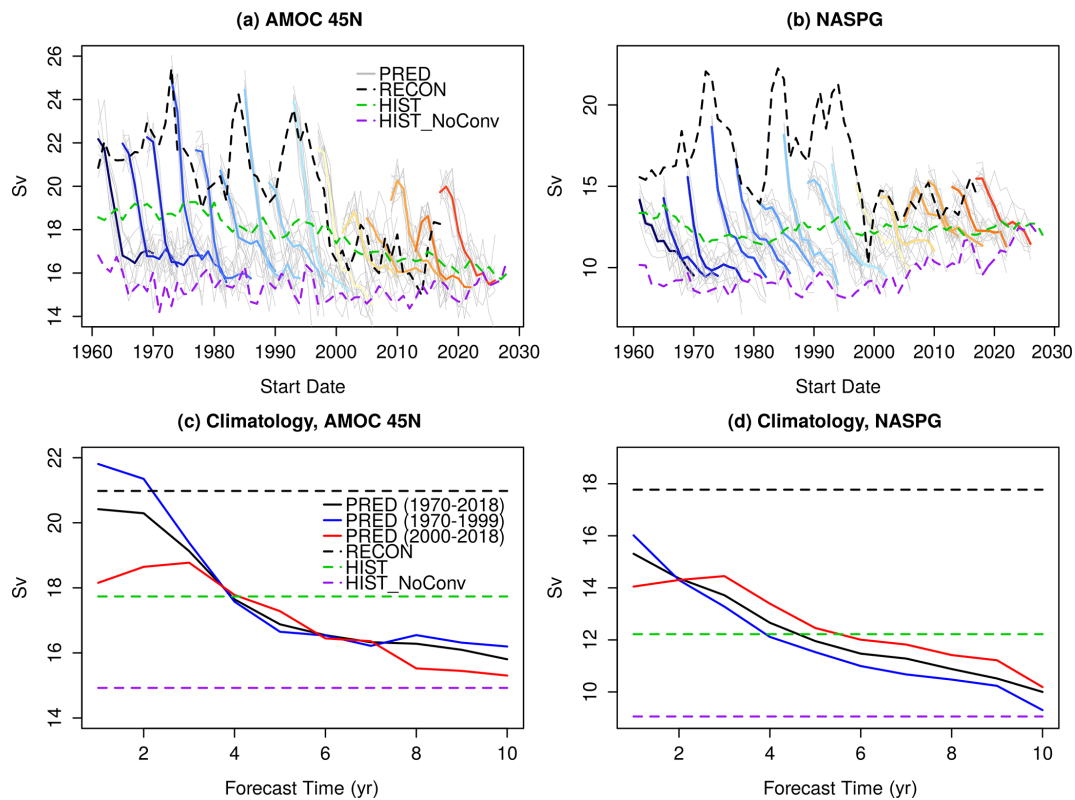 (a) AMOC 45N
Sv
26
24
22
20
18
16
14
PRED
RECON
HIST
HIST_NoConv
1960 1970 1980 1990 2000 2010 2020 2030
Start Date
(b) NASPG
Sv
20
15
10
1960 1970 1980 1990 2000 2010 2020 2030
Start Date
(c) Climatology, AMOC 45N
Sv
22
20
18
16
14
PRED (1970-2018)
PRED (1970-1999)
PRED (2000-2018)
RECON
HIST
HIST_NoConv
2 4 6 8 10
Forecast Time (yr)
(d) Climatology, NASPG
Sv
18
16
14
12
10
2 4 6 8 10
Forecast Time (yr)